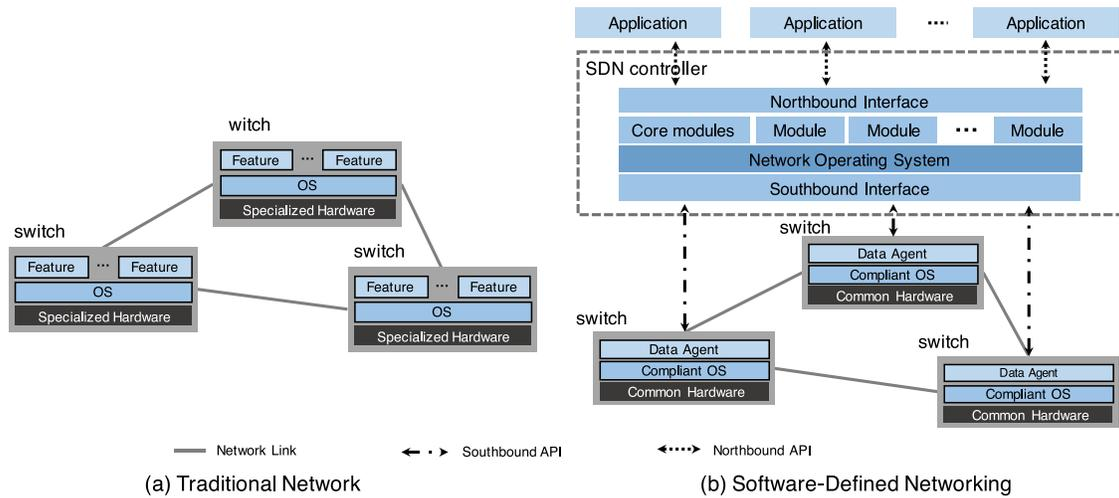 witch
Feature ... Feature
OS
Specialized Hardware
switch
Feature ... Feature
OS
Specialized Hardware
switch
Feature ... Feature
OS
Specialized Hardware
Application Application .... Application
SDN controller
Northbound Interface
Core modules Module Module ... Module
Network Operating System
Southbound Interface
switch
Data Agent
Compliant OS
Common Hardware
switch
Data Agent
Compliant OS
Common Hardware
switch
Data Agent
Compliant OS
Common Hardware
Network Link Southbound API Northbound API
(a) Traditional Network (b) Software-Defined Networking